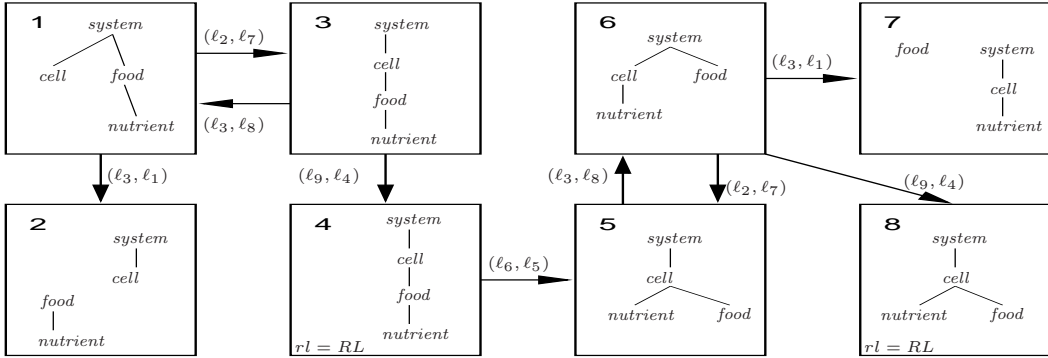 1
system
cell food
nutrient
(ℓ2, ℓ7)
(ℓ3, ℓ8)
3
system
cell
food
nutrient
6
system
cell food
nutrient
(ℓ3, ℓ1)
7
food system
cell
nutrient
(ℓ3, ℓ1)
(ℓ9, ℓ4)
(ℓ3, ℓ8)
(ℓ2, ℓ7)
(ℓ9, ℓ4)
2
system
cell
food
nutrient
4
system
cell
food
nutrient
rl = RL
(ℓ6, ℓ5)
5
system
cell
nutrient food
8
system
cell
nutrient food
rl = RL